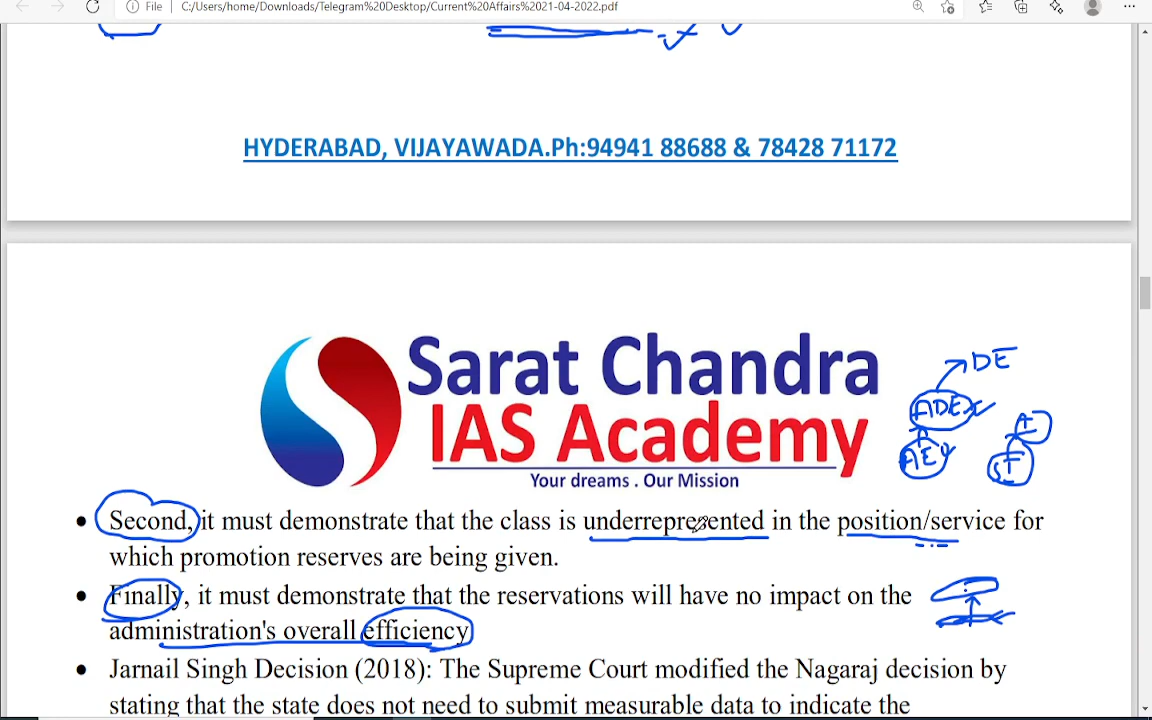 File
C:/Users/home/Downloads/Telegram%20Desktop/Current%20Affairs%2021-04-2022.pdf
HYDERABAD, VIJAYAWADA.Ph:94941 88688 & 78428 71172
Sarat Chandra
IAS Academy
Your dreams . Our Mission
DE
ADE
AE
• Second, it must demonstrate that the class is underrepresented in the position/service for
which promotion reserves are being given.
• Finally, it must demonstrate that the reservations will have no impact on the
administration's overall efficiency
• Jarnail Singh Decision (2018): The Supreme Court modified the Nagaraj decision by
stating that the state does not need to submit measurable data to indicate the